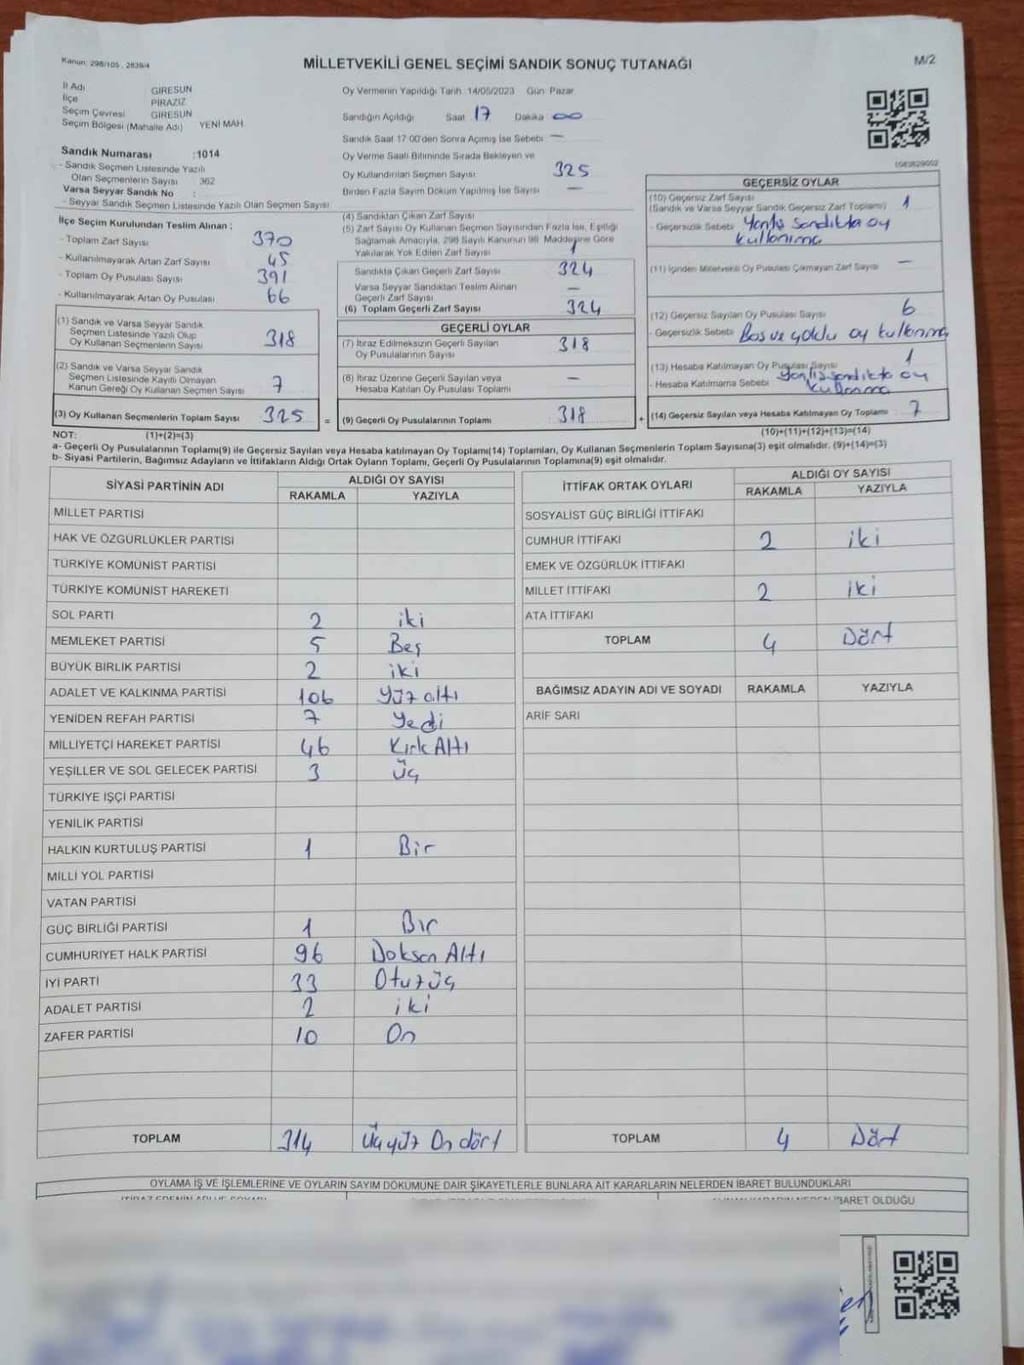 Kanun: 298/105 , 2839/4
MİLLETVEKİLİ GENEL SEÇİMİ SANDIK SONUÇ TUTANAĞI
M/2
İl Adı GİRESUN
İlçe PİRAZİZ
Seçim Çevresi GİRESUN
Seçim Bölgesi (Mahalle Adı) YENİ MAH.
Oy Vermenin Yapıldığı Tarih: 14/05/2023 Gün: Pazar
Sandığın Açıldığı Saat 17 Dakika 00
Sandık Saat 17:00'den Sonra Açılmış İse Sebebi —
Sandık Numarası :1014
- Sandık Seçmen Listesinde Yazılı
Olan Seçmenlerin Sayısı 362
Varsa Seyyar Sandık No :
- Seyyar Sandık Seçmen Listesinde Yazılı Olan Seçmen Sayısı
Oy Verme Saati Bitiminde Sırada Bekleyen ve
Oy Kullandırılan Seçmen Sayısı 325
Birden Fazla Sayım Döküm Yapılmış İse Sayısı —
İlçe Seçim Kurulundan Teslim Alınan :
- Toplam Zarf Sayısı 370
- Kullanılmayarak Artan Zarf Sayısı 45
- Toplam Oy Pusulası Sayısı 391
- Kullanılmayarak Artan Oy Pusulası 66
(1) Sandık ve Varsa Seyyar Sandık
Seçmen Listesinde Yazılı Olup
Oy Kullanan Seçmenlerin Sayısı 318
(2) Sandık ve Varsa Seyyar Sandık
Seçmen Listesinde Kayıtlı Olmayan
Kanun Gereği Oy Kullanan Seçmen Sayısı 7
(3) Oy Kullanan Seçmenlerin Toplam Sayısı 325 =
(4) Sandıktan Çıkan Zarf Sayısı
(5) Zarf Sayısı Oy Kullanan Seçmen Sayısından Fazla İse, Eşitliği
Sağlamak Amacıyla, 298 Sayılı Kanunun 98. Maddesine Göre
Yakılarak Yok Edilen Zarf Sayısı 1
Sandıkta Çıkan Geçerli Zarf Sayısı 324
Varsa Seyyar Sandıktan Teslim Alınan
Geçerli Zarf Sayısı —
(6) Toplam Geçerli Zarf Sayısı 324
GEÇERLİ OYLAR
(7) İtiraz Edilmeksizin Geçerli Sayılan
Oy Pusulalarının Sayısı 318
(8) İtiraz Üzerine Geçerli Sayılan veya
Hesaba Katılan Oy Pusulası Toplamı —
(9) Geçerli Oy Pusulalarının Toplamı 318 +
GEÇERSİZ OYLAR
(10) Geçersiz Zarf Sayısı
(Sandık ve Varsa Seyyar Sandık Geçersiz Zarf Toplamı) 1
- Geçersizlik Sebebi Yanlış Sandıkta oy
kullanıma
(11) İçinden Milletvekili Oy Pusulası Çıkmayan Zarf Sayısı —
(12) Geçersiz Sayılan Oy Pusulası Sayısı 6
- Geçersizlik Sebebi Boş ve çoklu oy kullanma
(13) Hesaba Katılmayan Oy Pusulası Sayısı 1
- Hesaba Katılmama Sebebi Yanlış sandıkta oy
kullanma
(14) Geçersiz Sayılan veya Hesaba Katılmayan Oy Toplamı 7
NOT: (1)+(2)=(3)
(10)+(11)+(12)+(13)=(14)
a- Geçerli Oy Pusulalarının Toplamı(9) ile Geçersiz Sayılan veya Hesaba katılmayan Oy Toplamı(14) Toplamları, Oy Kullanan Seçmenlerin Toplam Sayısına(3) eşit olmalıdır. (9)+(14)=(3)
b- Siyasi Partilerin, Bağımsız Adayların ve İttifakların Aldığı Ortak Oyların Toplamı, Geçerli Oy Pusulalarının Toplamına(9) eşit olmalıdır.
SİYASİ PARTİNİN ADI ALDIĞI OY SAYISI
RAKAMLA YAZIYLA
MİLLET PARTİSİ
HAK VE ÖZGÜRLÜKLER PARTİSİ
TÜRKİYE KOMÜNİST PARTİSİ
TÜRKİYE KOMÜNİST HAREKETİ
SOL PARTİ 2 iki
MEMLEKET PARTİSİ 5 Beş
BÜYÜK BİRLİK PARTİSİ 2 iki
ADALET VE KALKINMA PARTİSİ 106 Yüz altı
YENİDEN REFAH PARTİSİ 7 Yedi
MİLLİYETÇİ HAREKET PARTİSİ 46 Kırk Altı
YEŞİLLER VE SOL GELECEK PARTİSİ 3 üç
TÜRKİYE İŞÇİ PARTİSİ
YENİLİK PARTİSİ
HALKIN KURTULUŞ PARTİSİ 1 Bir
MİLLİ YOL PARTİSİ
VATAN PARTİSİ
GÜÇ BİRLİĞİ PARTİSİ 1 Bir
CUMHURİYET HALK PARTİSİ 96 Doksan Altı
İYİ PARTİ 33 Otuzüç
ADALET PARTİSİ 2 iki
ZAFER PARTİSİ 10 On
TOPLAM 314 Üçyüz On dört
İTTİFAK ORTAK OYLARI ALDIĞI OY SAYISI
RAKAMLA YAZIYLA
SOSYALİST GÜÇ BİRLİĞİ İTTİFAKI
CUMHUR İTTİFAKI 2 iki
EMEK VE ÖZGÜRLÜK İTTİFAKI
MİLLET İTTİFAKI 2 iki
ATA İTTİFAKI
TOPLAM 4 Dört
BAĞIMSIZ ADAYIN ADI VE SOYADI RAKAMLA YAZIYLA
ARİF SARI
TOPLAM 4 Dört
OYLAMA İŞ VE İŞLEMLERİNE VE OYLARIN SAYIM DÖKÜMÜNE DAİR ŞİKAYETLERLE BUNLARA AİT KARARLARIN NELERDEN İBARET BULUNDUKLARI
İBARET OLDUĞU